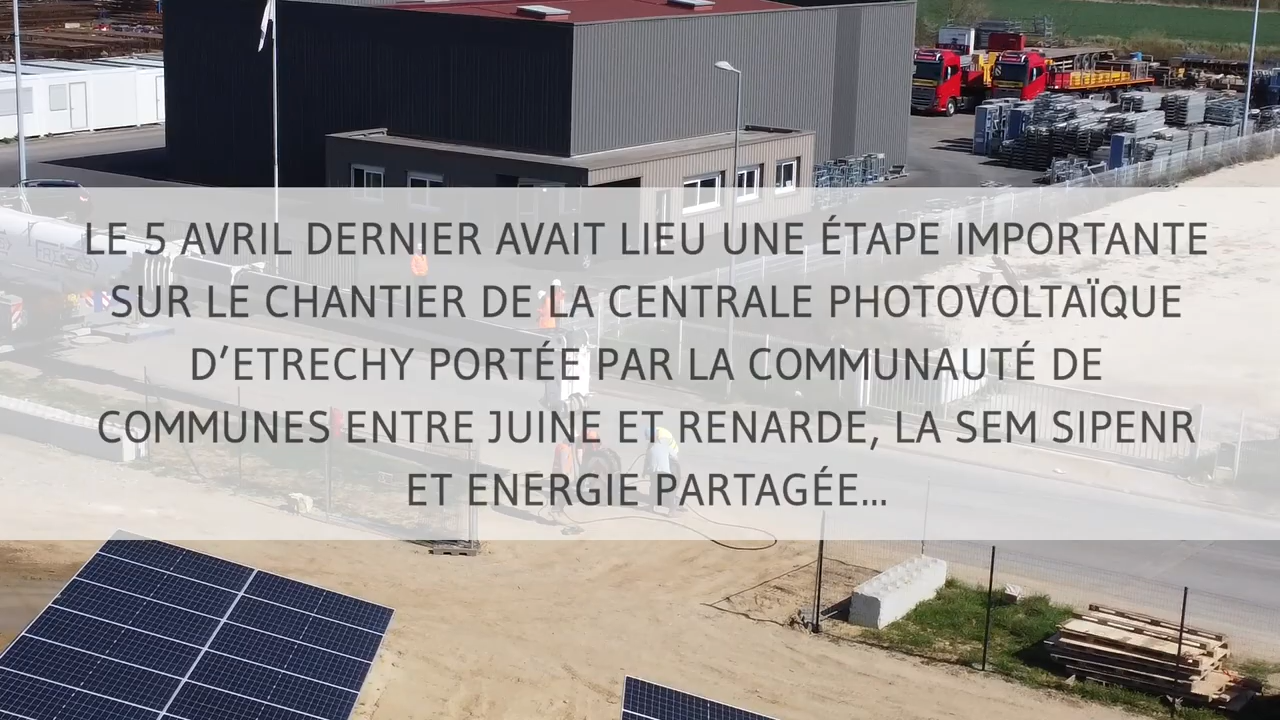 LE 5 AVRIL DERNIER AVAIT LIEU UNE ÉTAPE IMPORTANTE
SUR LE CHANTIER DE LA CENTRALE PHOTOVOLTAÏQUE
D’ETRECHY PORTÉE PAR LA COMMUNAUTÉ DE
COMMUNES ENTRE JUINE ET RENARDE, LA SEM SIPENR
ET ENERGIE PARTAGÉE...